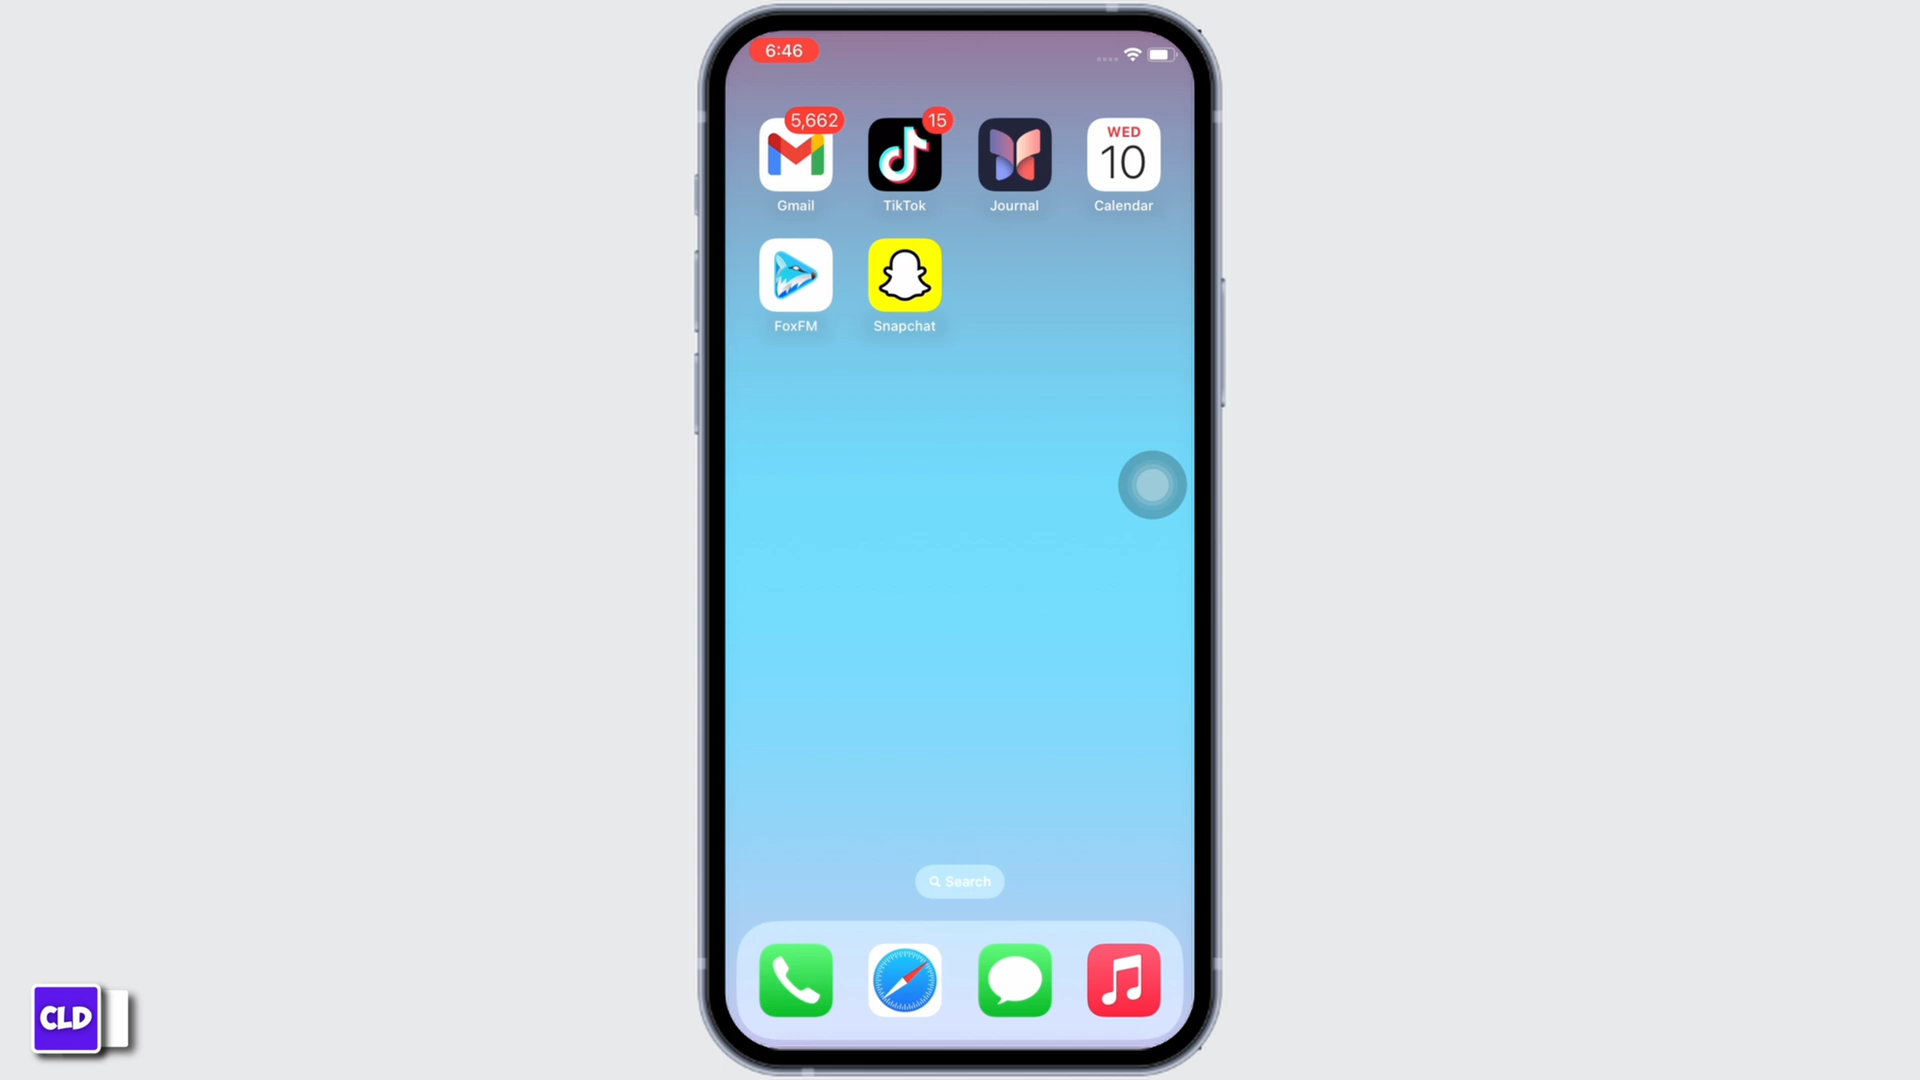 6:46
5,662
15
WED
10
Gmail
TikTok
Journal
Calendar
FoxFM
Snapchat
Search
CLD